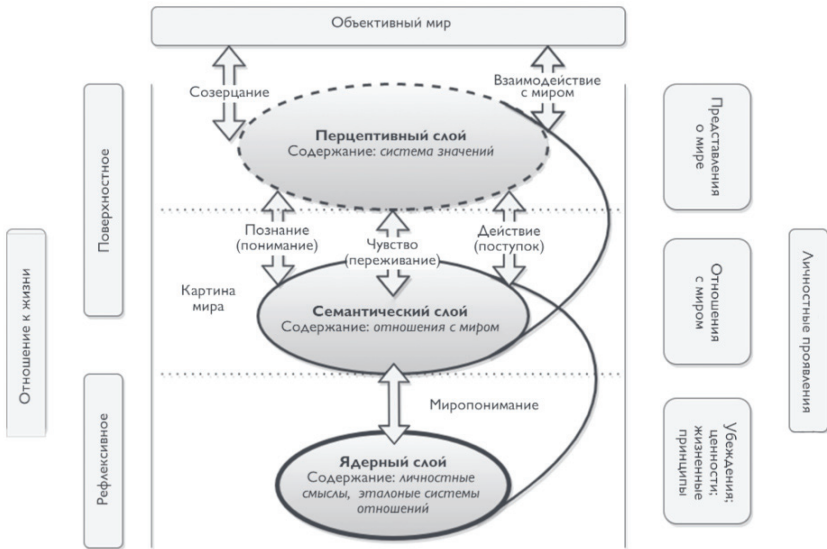 Объективный мир
Созерцание
Взаимодействие
с миром
Перцептивный слой
Содержание: система значений
Познание
(понимание)
Чувство
(переживание)
Действие
(поступок)
Картина
мира
Семантический слой
Содержание: отношения с миром
Миропонимание
Ядерный слой
Содержание: личностные
смыслы, эталоные системы
отношений
Отношение к жизни
Поверхностное
Рефлексивное
Представления
о мире
Отношения
с миром
Убеждения;
ценности;
жизненные
принципы
Личностные проявления